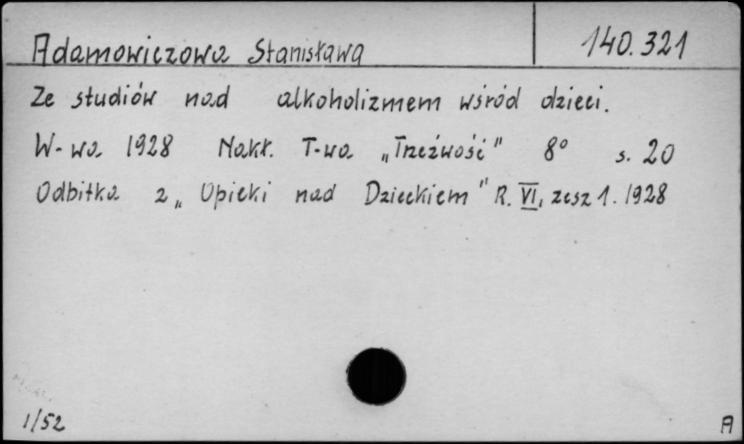 Adamowiczowa Stanisława 140.321
Ze studiów nad alkoholizmem wśród dzieci.
W-wa 1928 Nakł. T-wa „Trzeźwość" 8° s. 20
Odbitka z „Opieki nad Dzieckiem" R. VI, zesz 1. 1928
1/52 A